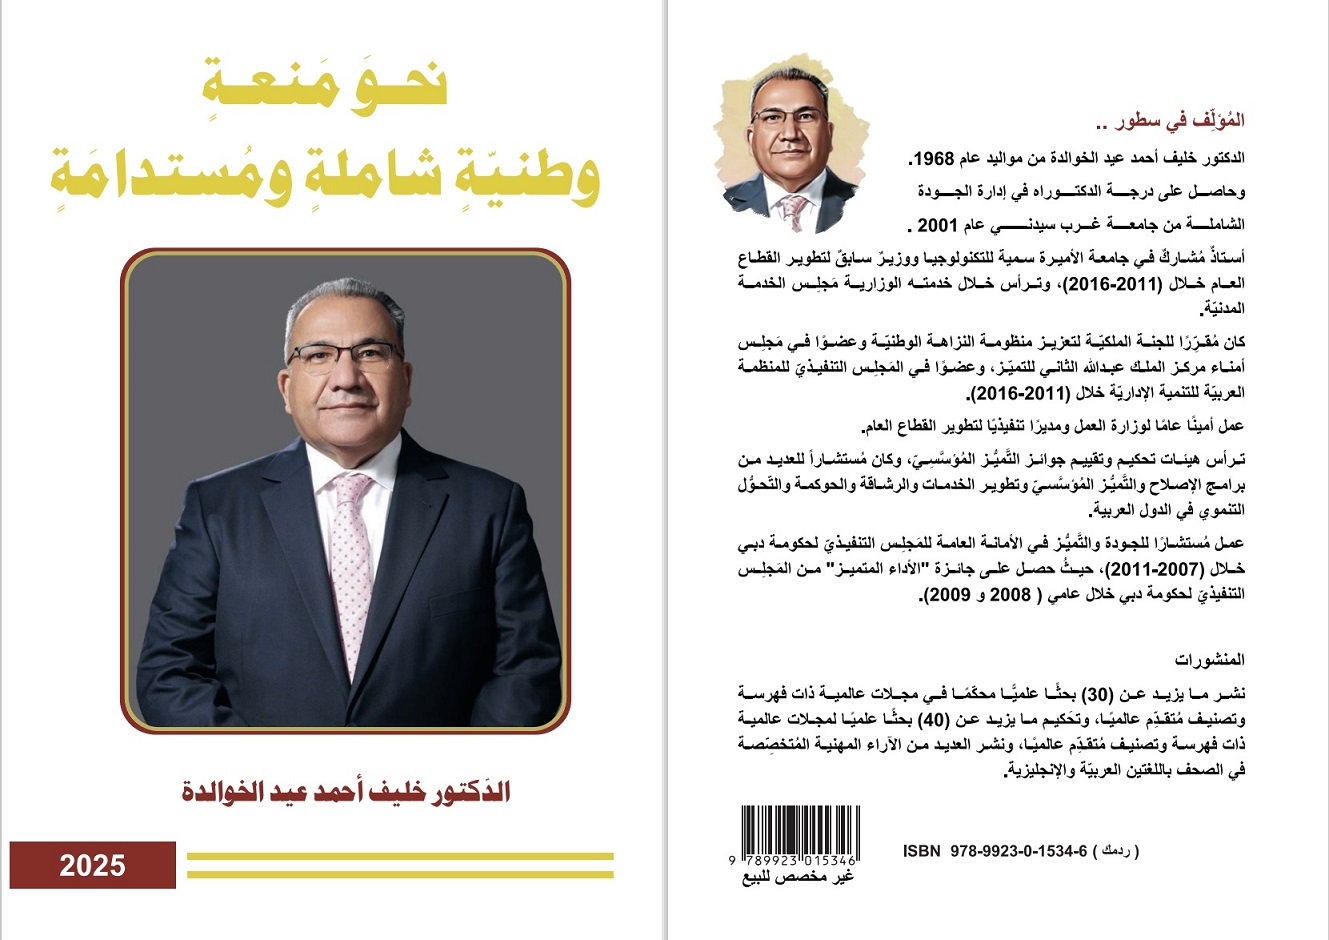 نحوَ مَنعةٍ
وطنيّةٍ شاملةٍ ومُستدامَةٍ
الدَكتور خليف أحمد عيد الخوالدة
2025
المُؤلِّف في سطور ..
الدكتور خليف أحمد عيد الخوالدة من مواليد عام 1968.
وحاصل على درجة الدكتوراه في إدارة الجودة
الشاملة من جامعة غرب سيدني عام 2001 .
أستاذٌ مُشاركٌ في جامعة الأميرة سمية للتكنولوجيا ووزيرٌ سابقٌ لتطوير القطاع
العام خلال (2011-2016)، وترأس خلال خدمته الوزارية مَجلِس الخدمة
المدنيّة.
كان مُقرِّرًا للجنة الملكيّة لتعزيز منظومة النزاهة الوطنيّة وعضوًا في مَجلِس
أمناء مركز الملك عبدالله الثاني للتميّز، وعضوًا في المَجلِس التنفيذيّ للمنظمة
العربيّة للتنمية الإداريّة خلال (2011-2016).
عمل أمينًا عامًا لوزارة العمل ومديرًا تنفيذيًا لتطوير القطاع العام.
ترأس هيئات تحكيم وتقييم جوائز التَّميُّز المُؤسَّسِيّ، وكان مُستشاراً للعديد من
برامج الإصلاح والتَّميُّز المُؤسَّسيّ وتطوير الخدمات والرشاقة والحوكمة والتّحوُّل
التنموي في الدول العربية.
عمل مُستشارًا للجودة والتَّميُّز في الأمانة العامة للمَجلِس التنفيذيّ لحكومة دبي
خلال (2007-2011)، حيثُ حصل على جائزة "الأداء المتميز" من المَجلِس
التنفيذيّ لحكومة دبي خلال عامي ( 2008 و 2009).
المنشورات
نشر ما يزيد عن (30) بحثًا علميًّا محكّمًا في مجلات عالمية ذات فهرسة
وتصنيف مُتقدِّم عالميًا، وتحَكيم ما يزيد عن (40) بحثًا علميًا لمجلات عالمية
ذات فهرسة وتصنيف مُتقدِّم عالميًا، ونشر العديد من الآراء المهنية المُتخصِّصة
في الصحف باللغتين العربيّة والإنجليزية.
ISBN 978-9923-0-1534-6 ( ردمك )
9 789923 015346
غير مخصص للبيع